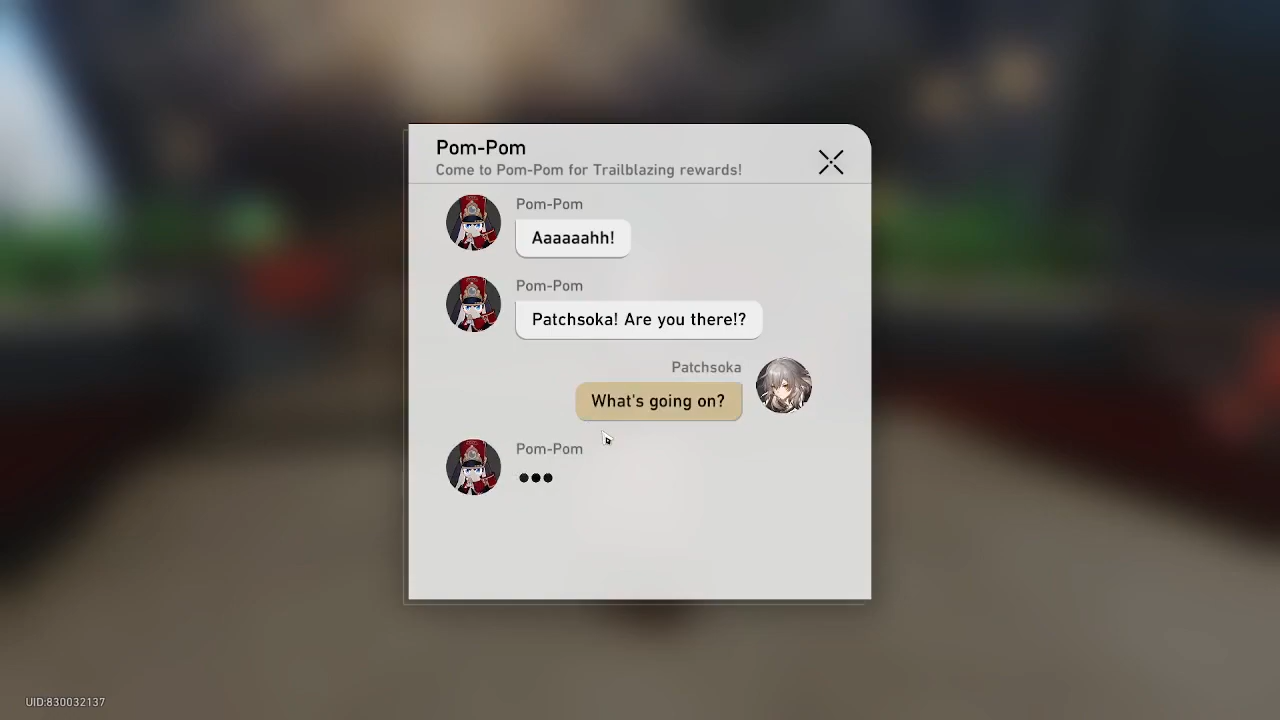 Pom-Pom
Come to Pom-Pom for Trailblazing rewards!
Pom-Pom
Aaaaaahh!
Pom-Pom
Patchsoka! Are you there!?
Patchsoka
What's going on?
Pom-Pom
UID:830032137